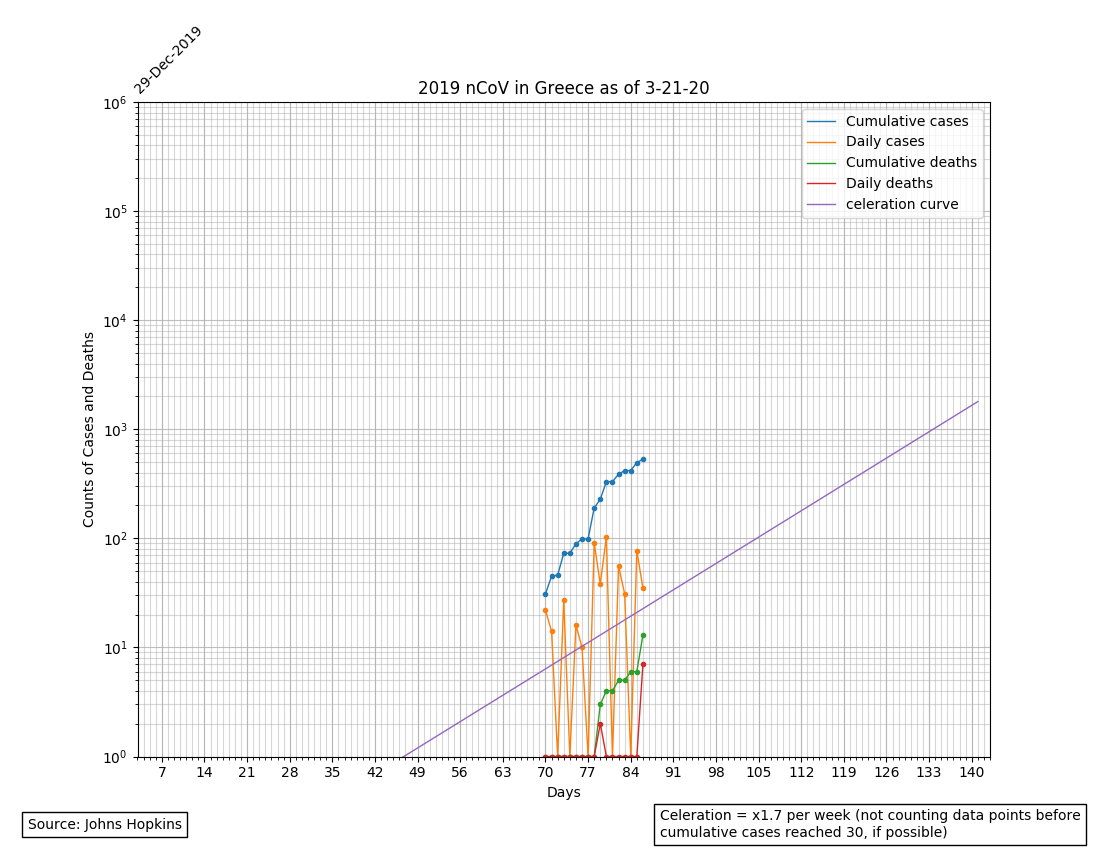 29-Dec-2019
2019 nCoV in Greece as of 3-21-20
10^6
10^5
10^4
10^3
10^2
10^1
10^0
Counts of Cases and Deaths
Cumulative cases
Daily cases
Cumulative deaths
Daily deaths
celeration curve
7 14 21 28 35 42 49 56 63 70 77 84 91 98 105 112 119 126 133 140
Days
Source: Johns Hopkins
Celeration = x1.7 per week (not counting data points before
cumulative cases reached 30, if possible)